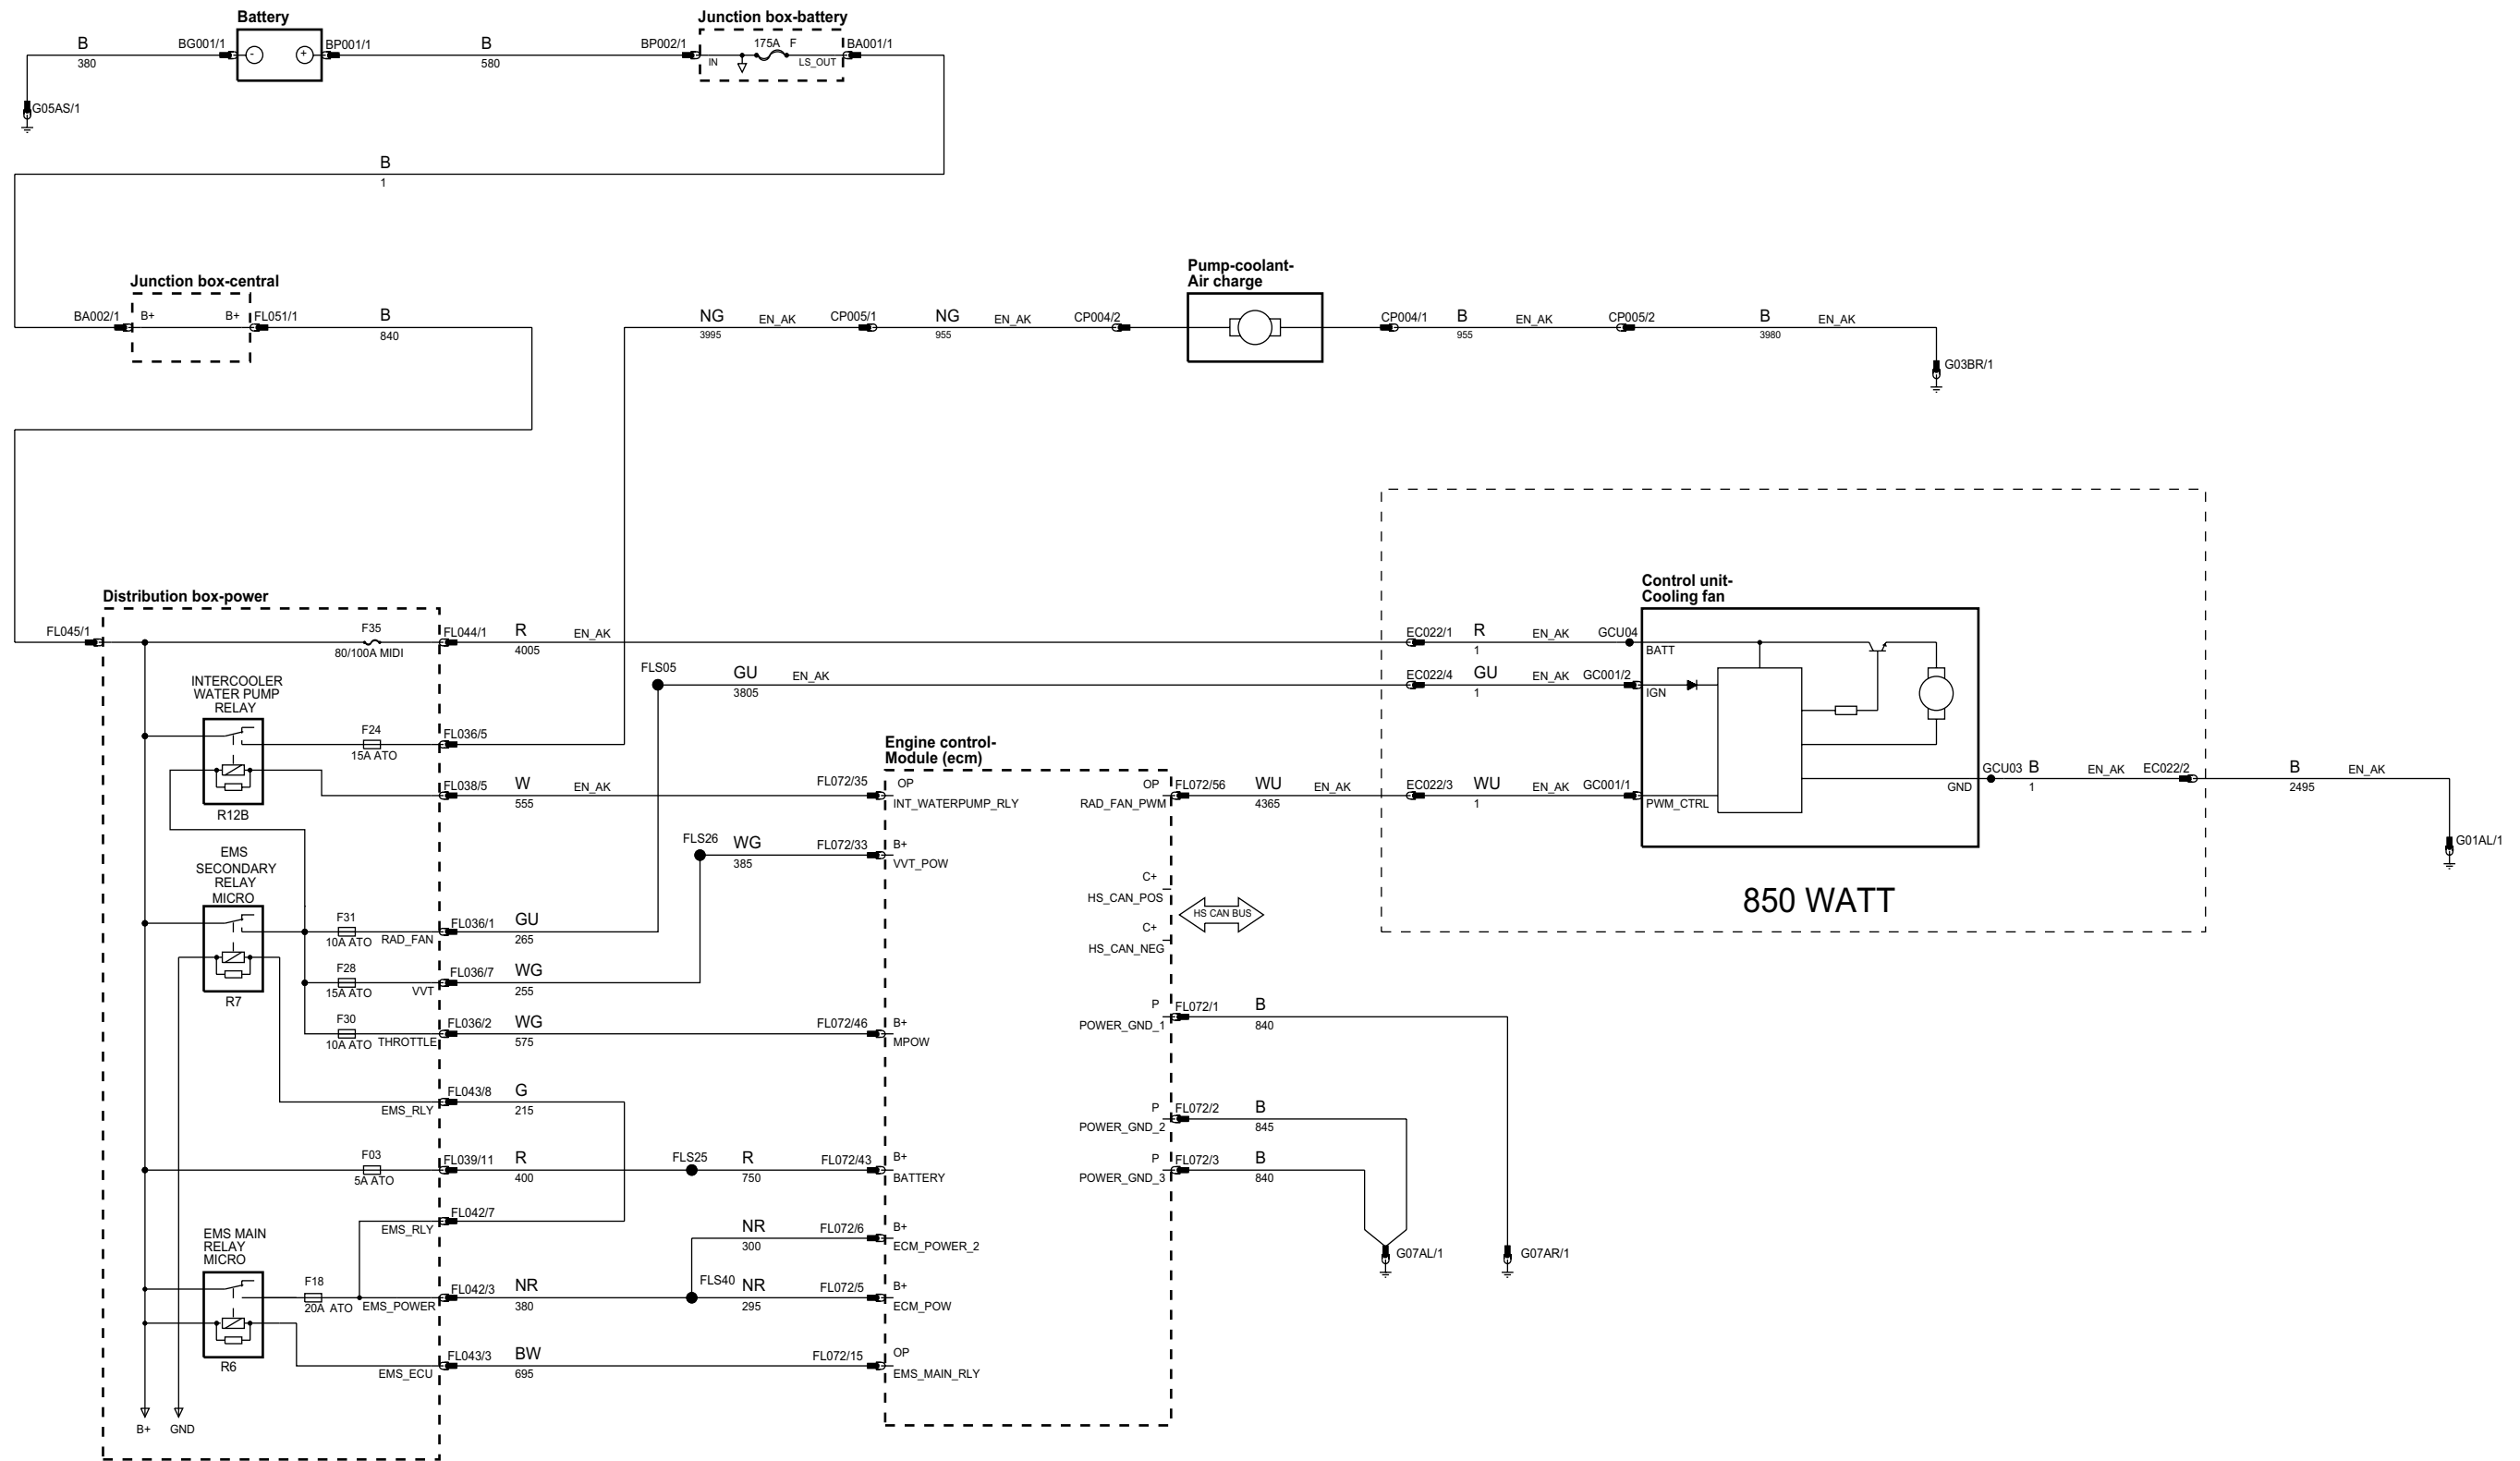 Battery
Junction box-battery
B
380
BG001/1
-
+
BP001/1
B
580
BP002/1
175A F
IN
LS_OUT
BA001/1
G05AS/1
B
1
Junction box-central
BA002/1
B+
B+
FL051/1
B
840
Pump-coolant-
Air charge
NG
3995
EN_AK
CP005/1
NG
955
EN_AK
CP004/2
CP004/1
B
955
EN_AK
CP005/2
B
3980
EN_AK
G03BR/1
Distribution box-power
FL045/1
F35
80/100A MIDI
FL044/1
R
4005
EN_AK
INTERCOOLER
WATER PUMP
RELAY
F24
15A ATO
FL036/5
R12B
FL038/5
W
555
EN_AK
EMS
SECONDARY
RELAY
MICRO
R7
F31
10A ATO
RAD_FAN
FL036/1
GU
265
F28
15A ATO
VVT
FL036/7
WG
255
F30
10A ATO
THROTTLE
FL036/2
WG
575
EMS_RLY
FL043/8
G
215
F03
5A ATO
FL039/11
R
400
FLS25
R
750
EMS_RLY
FL042/7
EMS MAIN
RELAY
MICRO
R6
F18
20A ATO
EMS_POWER
FL042/3
NR
380
FLS40
NR
300
NR
295
EMS_ECU
FL043/3
BW
695
B+
GND
FLS05
GU
3805
EN_AK
FLS26
WG
385
Engine control-
Module (ecm)
FL072/35
OP
INT_WATERPUMP_RLY
FL072/33
B+
VVT_POW
FL072/46
B+
MPOW
FL072/43
B+
BATTERY
FL072/6
B+
ECM_POWER_2
FL072/5
B+
ECM_POW
FL072/15
OP
EMS_MAIN_RLY
OP
RAD_FAN_PWM
FL072/56
WU
4365
EN_AK
C+
HS_CAN_POS
HS CAN BUS
C+
HS_CAN_NEG
P
POWER_GND_1
FL072/1
B
840
P
POWER_GND_2
FL072/2
B
845
P
POWER_GND_3
FL072/3
B
840
G07AL/1
G07AR/1
Control unit-
Cooling fan
EC022/1
R
1
EN_AK
GCU04
BATT
EC022/4
GU
1
EN_AK
GC001/2
IGN
EC022/3
WU
1
EN_AK
GC001/1
PWM_CTRL
GND
GCU03
B
1
EN_AK
EC022/2
B
2495
EN_AK
G01AL/1
850 WATT